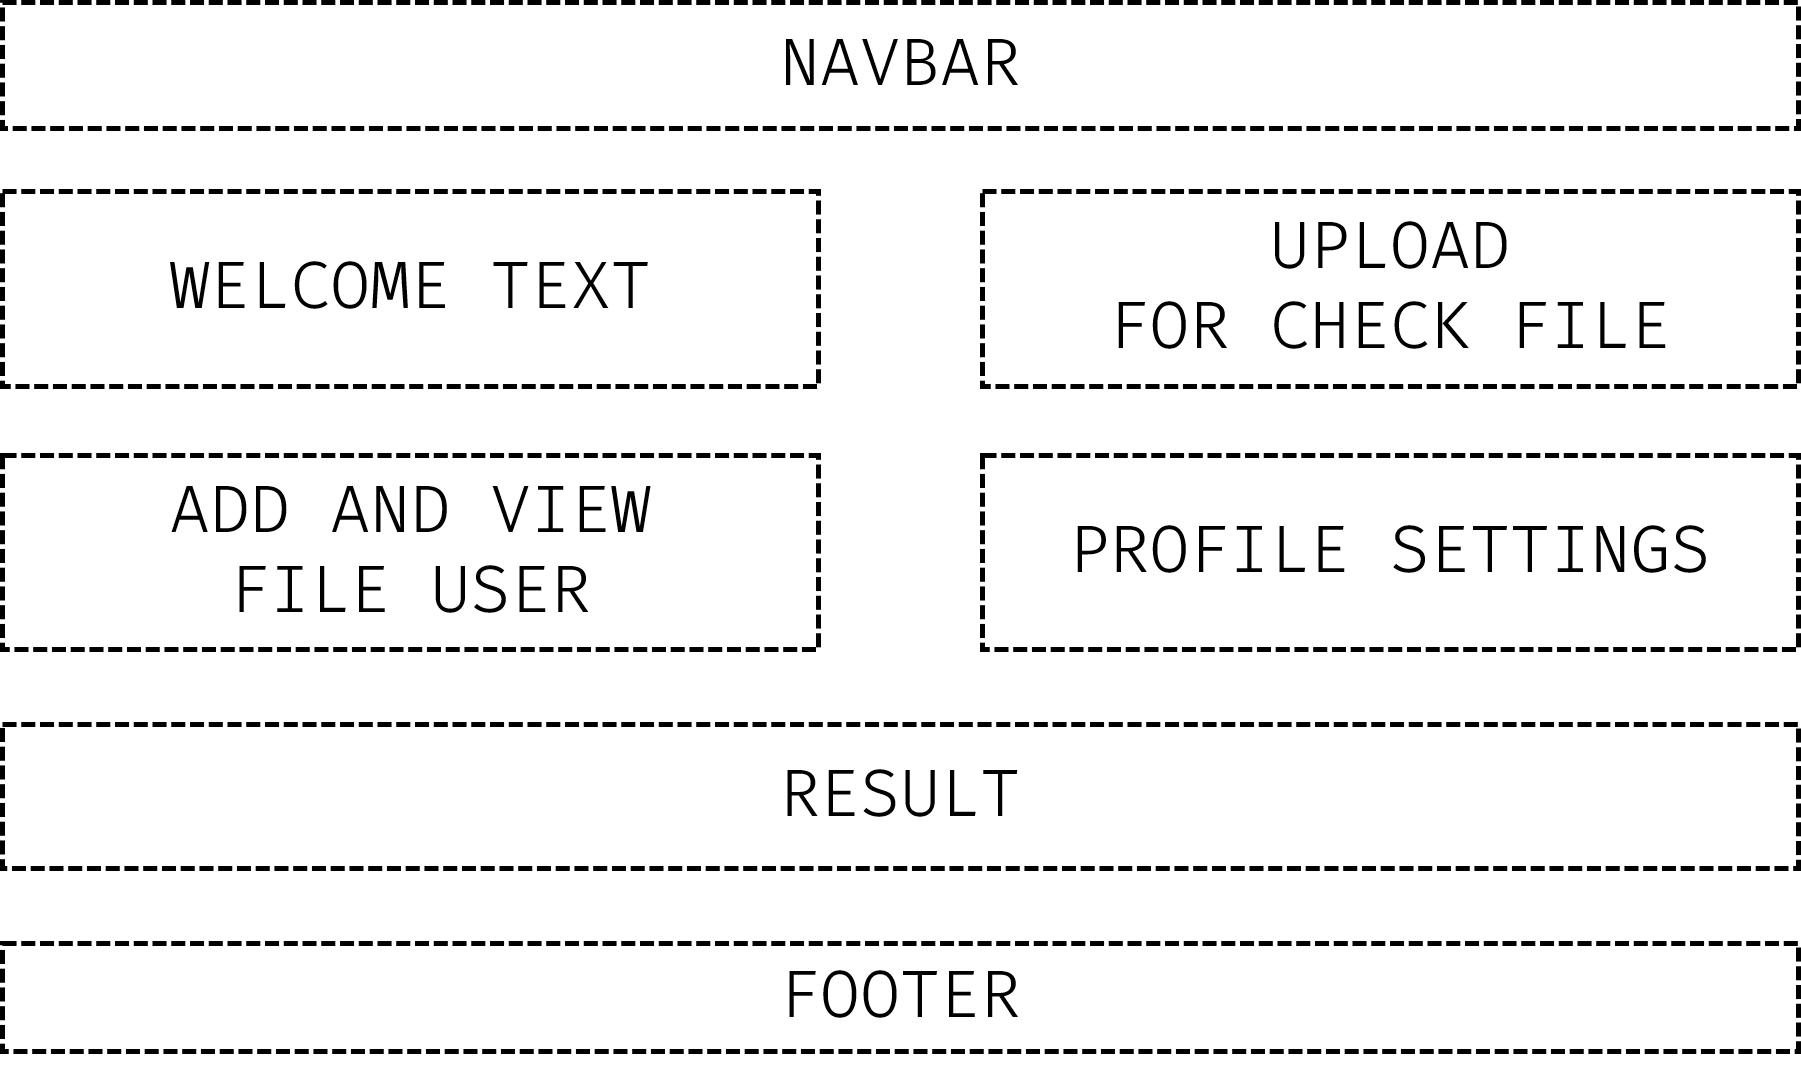 NAVBAR
WELCOME TEXT
UPLOAD
FOR CHECK FILE
ADD AND VIEW
FILE USER
PROFILE SETTINGS
RESULT
FOOTER